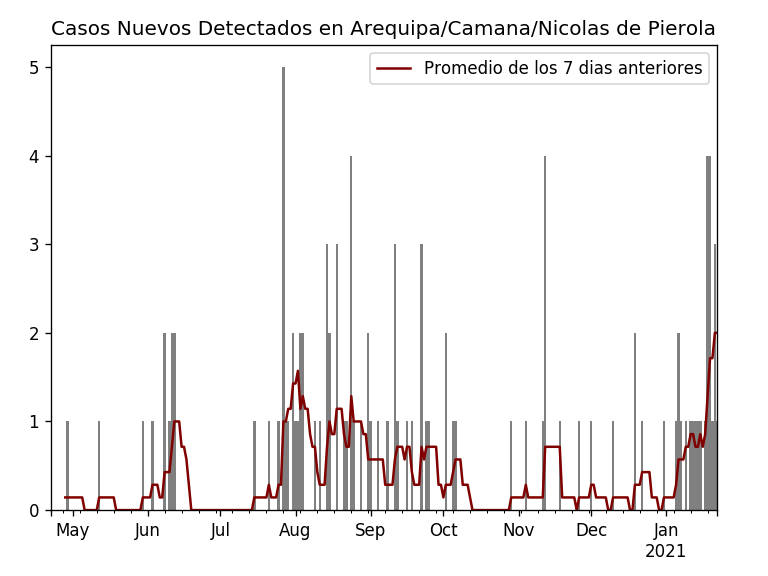 Casos Nuevos Detectados en Arequipa/Camana/Nicolas de Pierola
Promedio de los 7 dias anteriores
5
4
3
2
1
0
May Jun Jul Aug Sep Oct Nov Dec Jan
2021